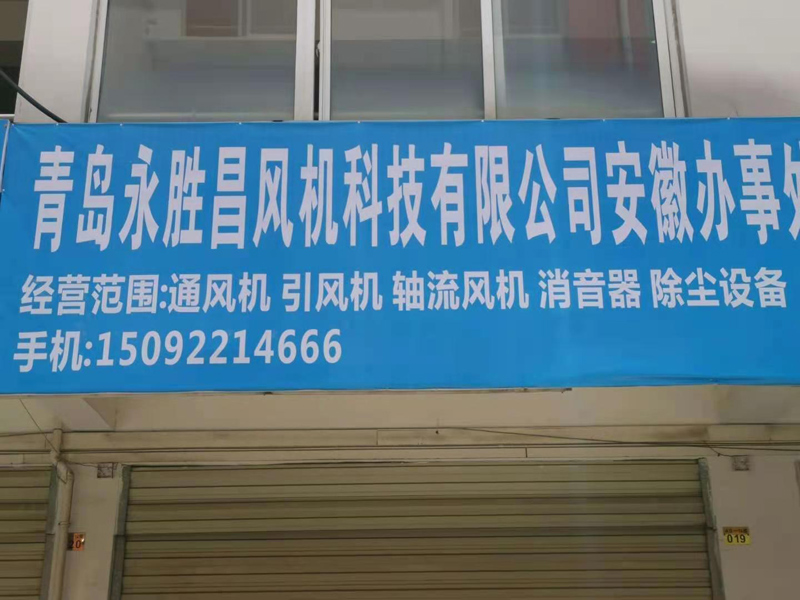 青岛永胜昌风机科技有限公司安徽办事处
经营范围:通风机 引风机 轴流风机 消音器 除尘设备
手机:15092214666
019